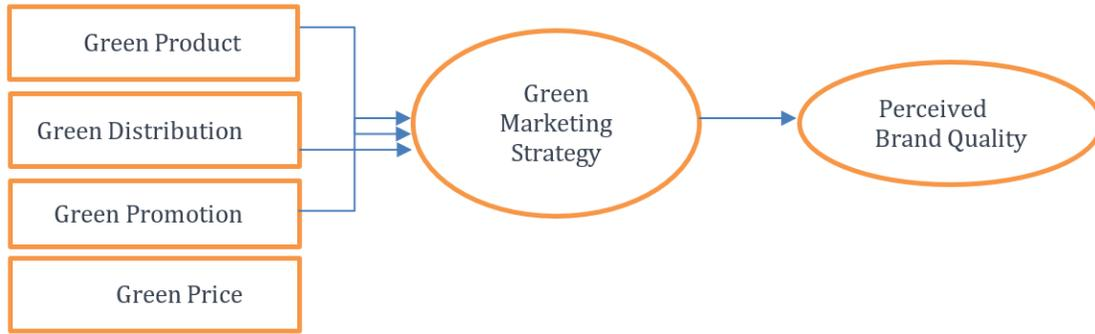 Green Product
Green Distribution
Green Promotion
Green Price
Green
Marketing
Strategy
Perceived
Brand Quality